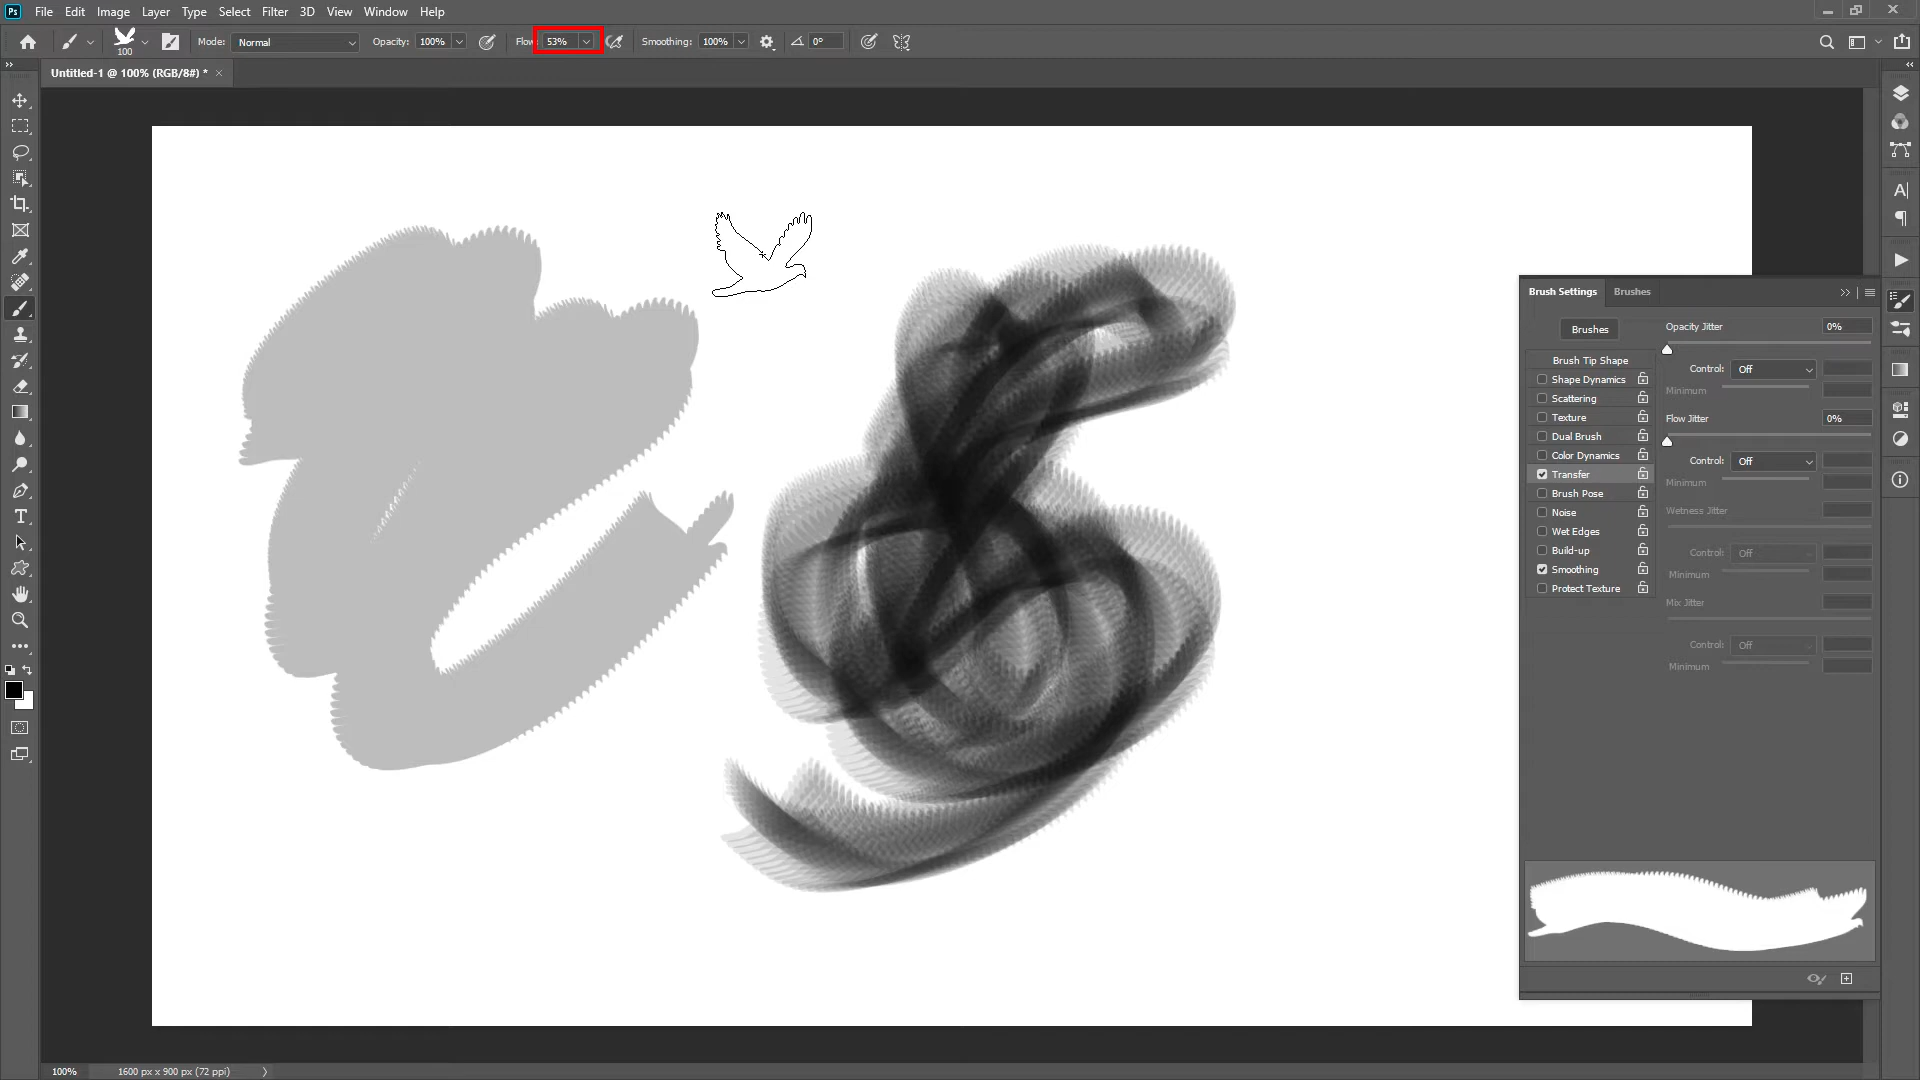 Ps File Edit Image Layer Type Select Filter 3D View Window Help
100 Mode: Normal Opacity: 100% Flow: 53% Smoothing: 100% 0°
Untitled-1 @ 100% (RGB/8#) * ×
Brush Settings Brushes
Brushes
Brush Tip Shape
Shape Dynamics
Scattering
Texture
Dual Brush
Color Dynamics
Transfer
Brush Pose
Noise
Wet Edges
Build-up
Smoothing
Protect Texture
Opacity Jitter 0%
Control: Off
Minimum
Flow Jitter 0%
Control: Off
Minimum
Wetness Jitter
Control: Off
Minimum
Mix Jitter
Control: Off
Minimum
100% 1600 px x 900 px (72 ppi)